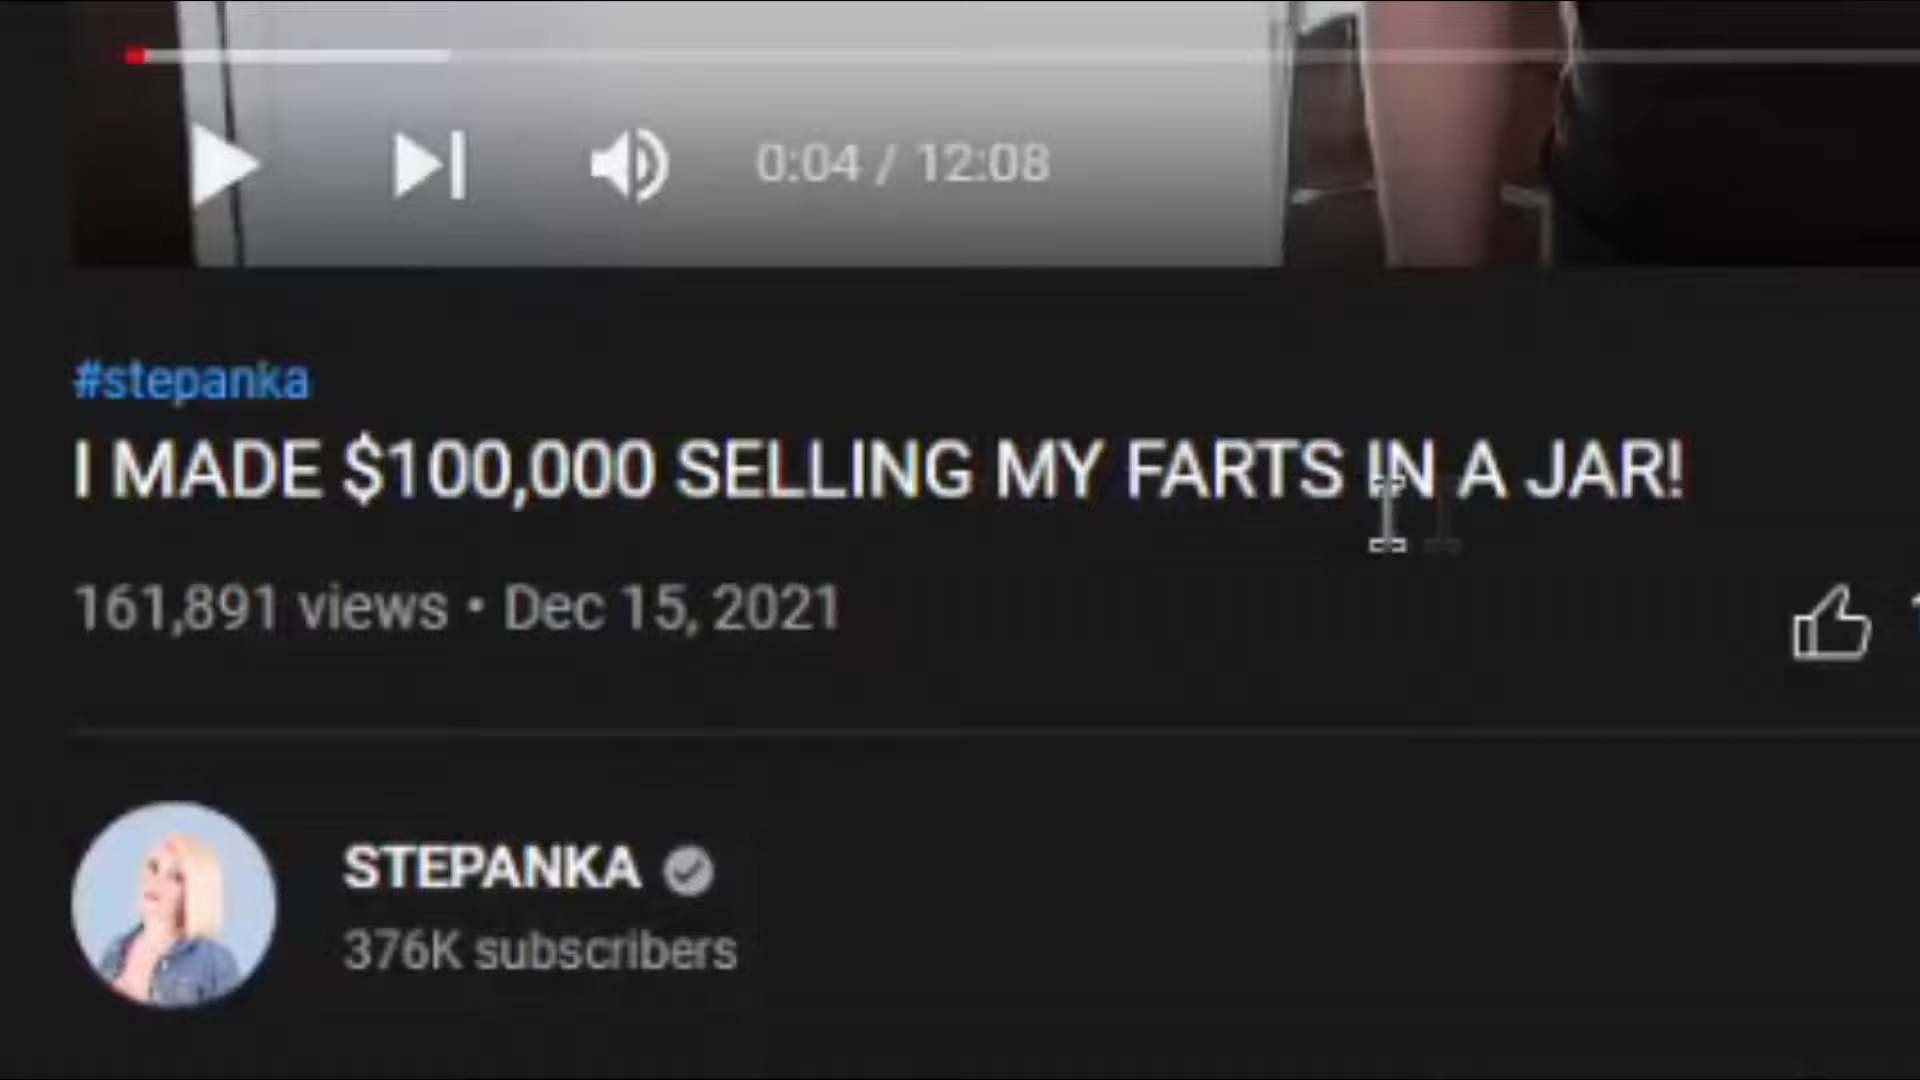 0:04 / 12:08
#stepanka
I MADE $100,000 SELLING MY FARTS IN A JAR!
161,891 views • Dec 15, 2021
STEPANKA
376K subscribers